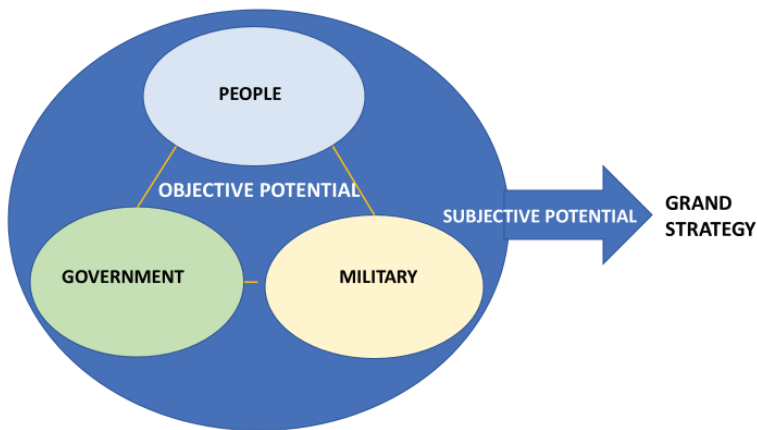 PEOPLE
OBJECTIVE POTENTIAL
GOVERNMENT
MILITARY
SUBJECTIVE POTENTIAL
GRAND
STRATEGY